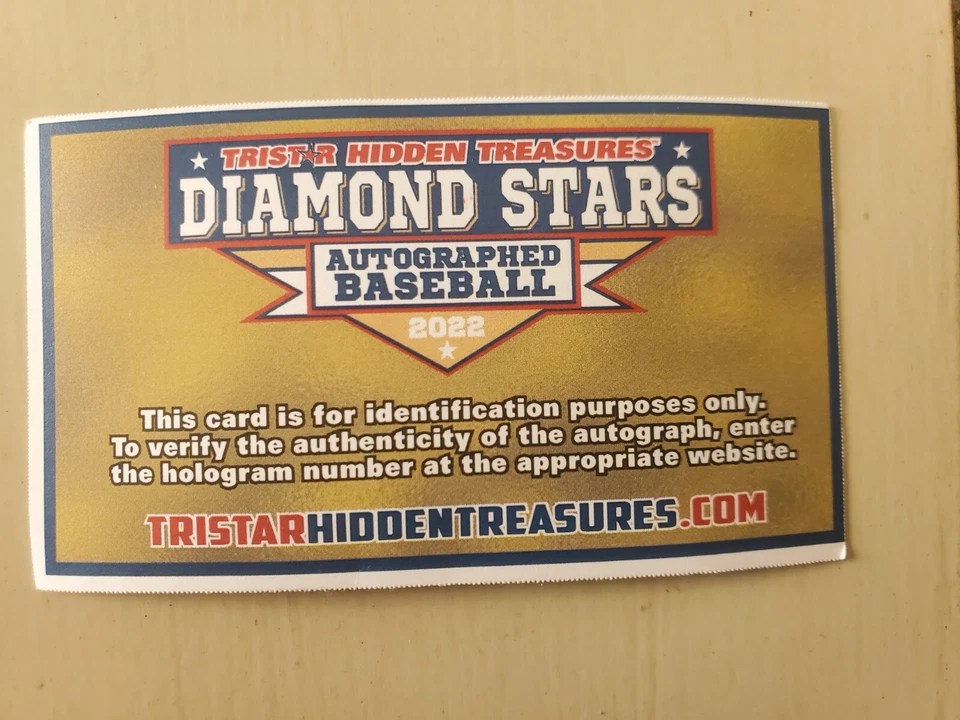 TRISTAR HIDDEN TREASURES™
DIAMOND STARS
AUTOGRAPHED
BASEBALL
2022
This card is for identification purposes only.
To verify the authenticity of the autograph, enter
the hologram number at the appropriate website.
TRISTARHIDDENTREASURES.COM